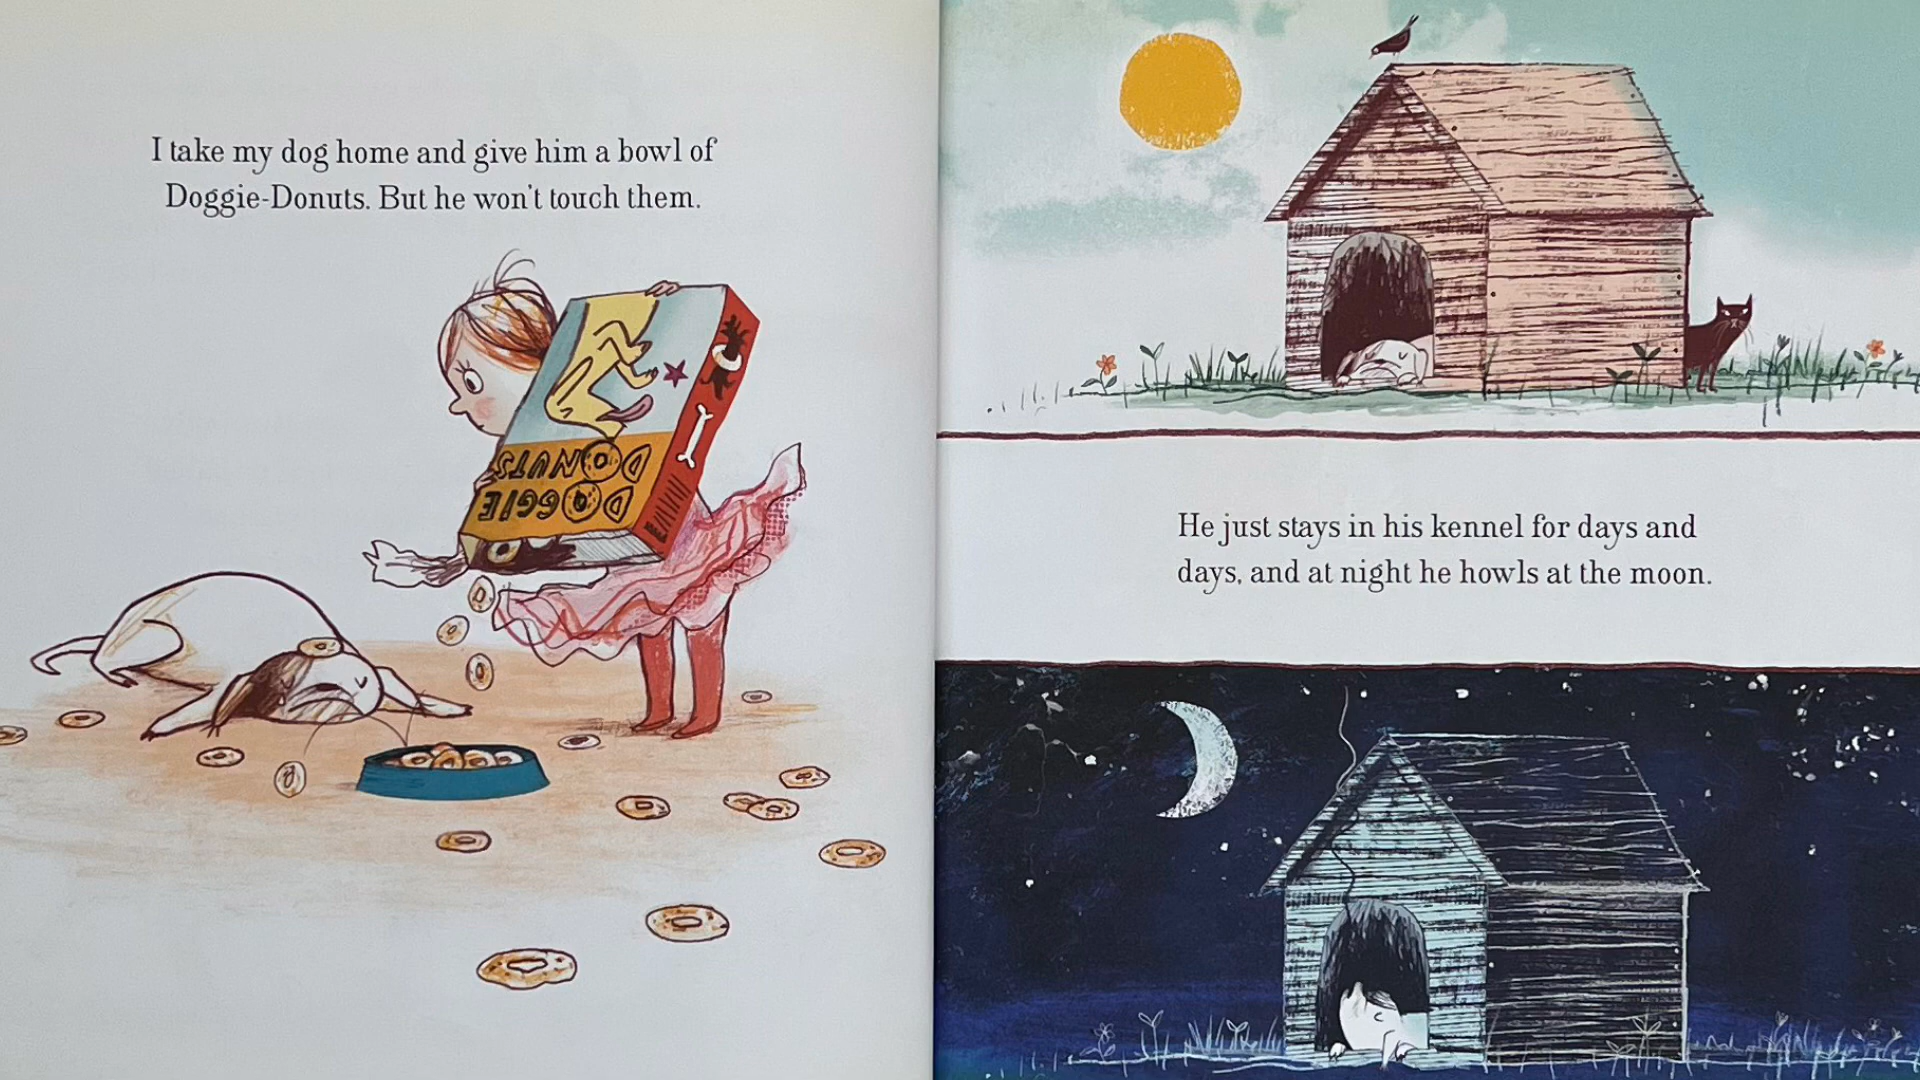 I take my dog home and give him a bowl of
Doggie-Donuts. But he won't touch them.
DOGGIE
DONUTS
He just stays in his kennel for days and
days, and at night he howls at the moon.